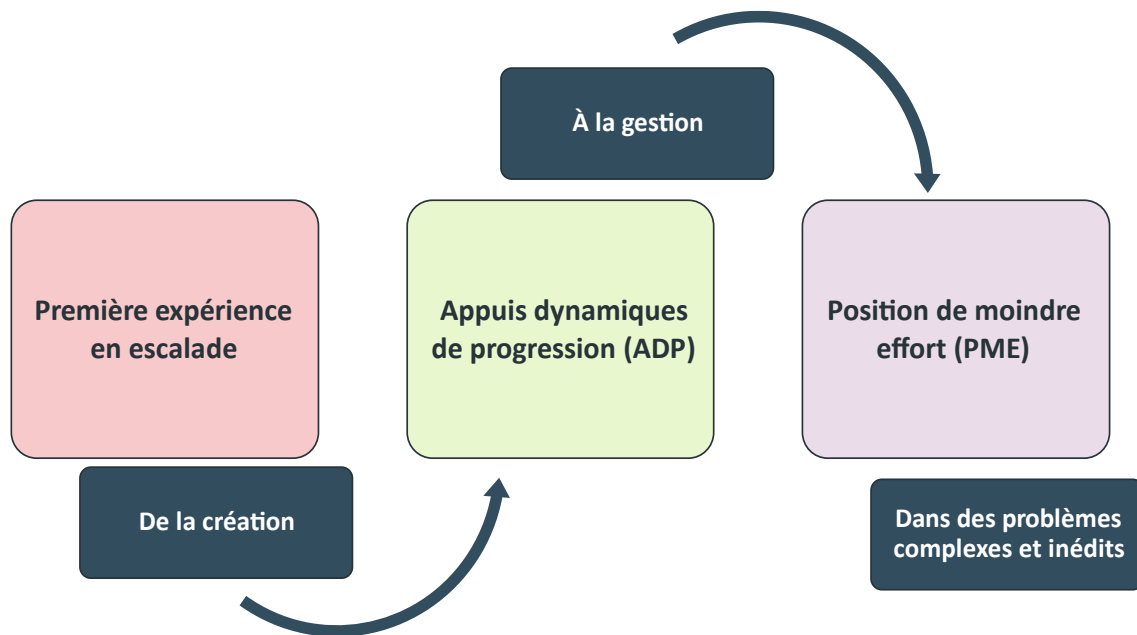 Première expérience
en escalade
De la création
Appuis dynamiques
de progression (ADP)
À la gestion
Position de moindre
effort (PME)
Dans des problèmes
complexes et inédits